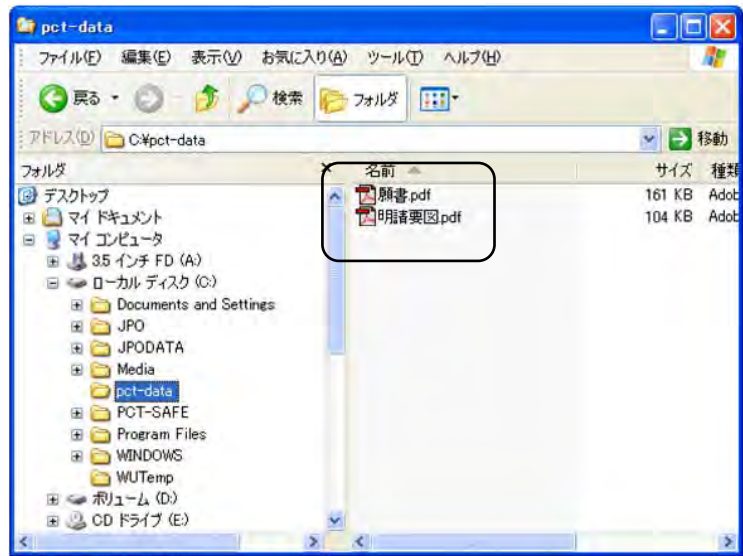 pct-data
ファイル(F) 編集(E) 表示(V) お気に入り(A) ツール(T) ヘルプ(H)
戻る 検索 フォルダ
アドレス(D) C:¥pct-data 移動
フォルダ × 名前 サイズ 種類
デスクトップ 願書.pdf 161 KB Adob
マイ ドキュメント 明請要図.pdf 104 KB Adob
マイ コンピュータ
3.5 インチ FD (A:)
ローカル ディスク (C:)
Documents and Settings
JPO
JPODATA
Media
pct-data
PCT-SAFE
Program Files
WINDOWS
WUTemp
ボリューム (D:)
CD ドライブ (E:)